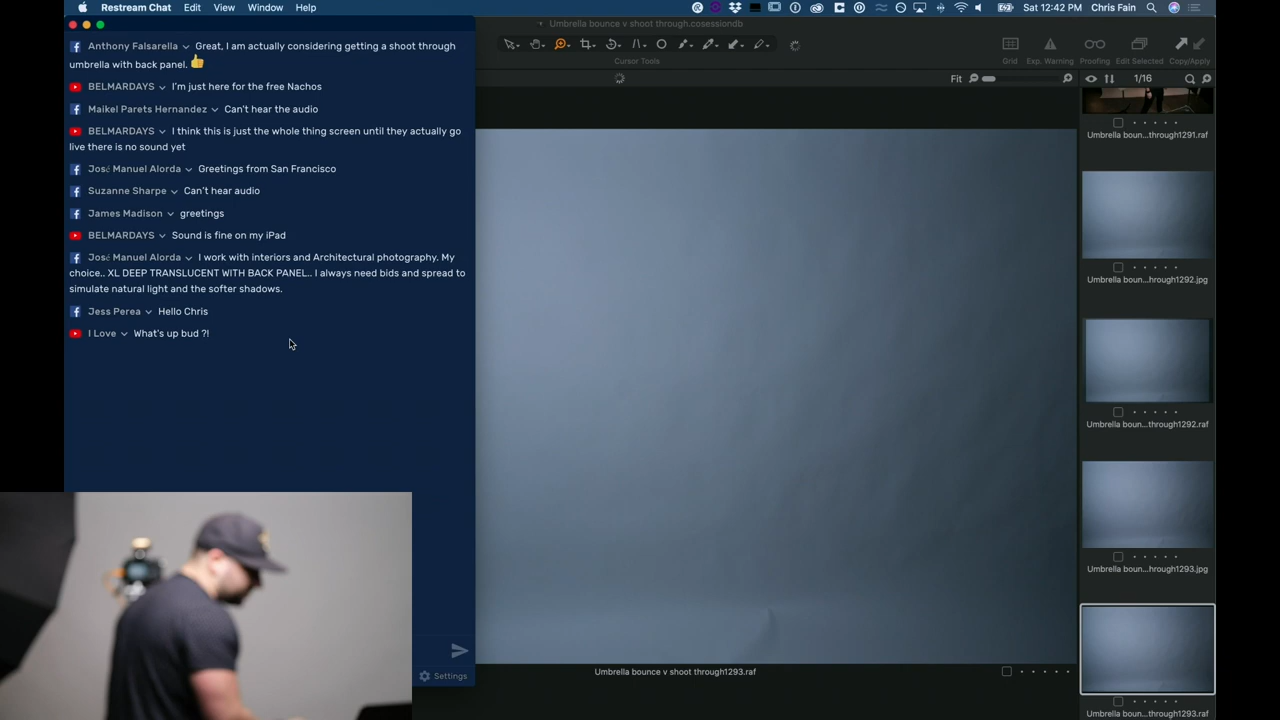 Restream Chat Edit View Window Help
Sat 12:42 PM Chris Fain
Umbrella bounce v shoot through.cosessiondb
Cursor Tools
Grid Exp. Warning Proofing Edit Selected Copy/Apply
Fit
1/16
Anthony Falsarella Great, I am actually considering getting a shoot through
umbrella with back panel. 👍
BELMARDAYS I'm just here for the free Nachos
Maikel Parets Hernandez Can't hear the audio
BELMARDAYS I think this is just the whole thing screen until they actually go
live there is no sound yet
José Manuel Alorda Greetings from San Francisco
Suzanne Sharpe Can't hear audio
James Madison greetings
BELMARDAYS Sound is fine on my iPad
José Manuel Alorda I work with interiors and Architectural photography. My
choice.. XL DEEP TRANSLUCENT WITH BACK PANEL.. I always need bids and spread to
simulate natural light and the softer shadows.
Jess Perea Hello Chris
I Love What's up bud ?!
Settings
Umbrella bounce v shoot through1293.raf
Umbrella boun...through1291.raf
Umbrella boun...hrough1292.jpg
Umbrella boun...through1292.raf
Umbrella boun...hrough1293.jpg
Umbrella boun...through1293.raf